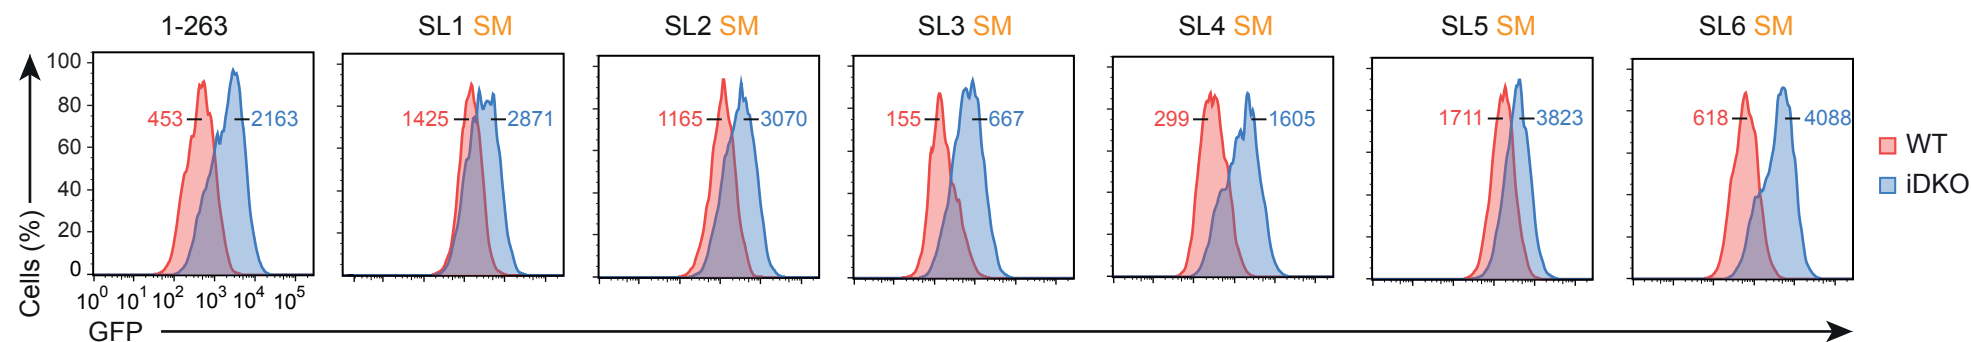 1-263 SL1 SM SL2 SM SL3 SM SL4 SM SL5 SM SL6 SM
100
80
60
40
20
0
Cells (%)
453 2163 1425 2871 1165 3070 155 667 299 1605 1711 3823 618 4088
WT
iDKO
10⁰ 10¹ 10² 10³ 10⁴ 10⁵
GFP